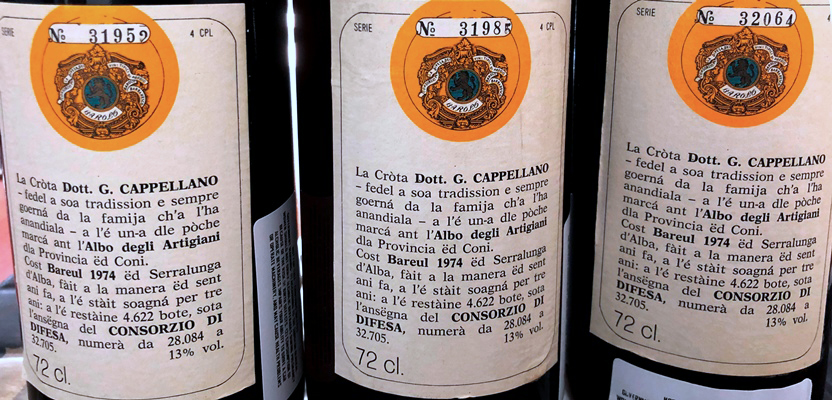 SERIE
№ 31959
4 CPL
BAROLO
La Cròta Dott. G. CAPPELLANO
– fedel a soa tradission e sempre
goernà da la famija ch'a l'ha
anandiala – a l'é un-a dle pòche
marcà ant l'Albo degli Artigiani
dla Provincia ëd Coni.
Cost Bareul 1974 ëd Serralunga
d'Alba, fàit a la manera ëd sent
ani fa, a l'é stàit soagnà per tre
ani: a l'é restàine 4.622 bote, sota
l'ansëgna del CONSORZIO DI
DIFESA, numerà da 28.084 a
32.705.
13% vol.
72 cl.
SERIE
№ 31985
4 CPL
BAROLO
La Cròta Dott. G. CAPPELLANO
– fedel a soa tradission e sempre
goernà da la famija ch'a l'ha
anandiala – a l'é un-a dle pòche
marcà ant l'Albo degli Artigiani
dla Provincia ëd Coni.
Cost Bareul 1974 ëd Serralunga
d'Alba, fàit a la manera ëd sent
ani fa, a l'é stàit soagnà per tre
ani: a l'é restàine 4.622 bote, sota
l'ansëgna del CONSORZIO DI
DIFESA, numerà da 28.084 a
32.705.
13% vol.
72 cl.
SERIE
№ 32064
BAROLO
La Cròta Dott. G. CAPPELLANO
– fedel a soa tradission e sempre
goernà da la famija ch'a l'ha
anandiala – a l'é un-a dle pòche
marcà ant l'Albo degli Artigiani
dla Provincia ëd Coni.
Cost Bareul 1974 ëd Serralunga
d'Alba, fàit a la manera ëd sent
ani fa, a l'é stàit soagnà per tre
ani: a l'é restàine 4.622 bote, sota
l'ansëgna del CONSORZIO DI
DIFESA, numerà da 28.084 a
32.705.
13% vol.
72 cl.